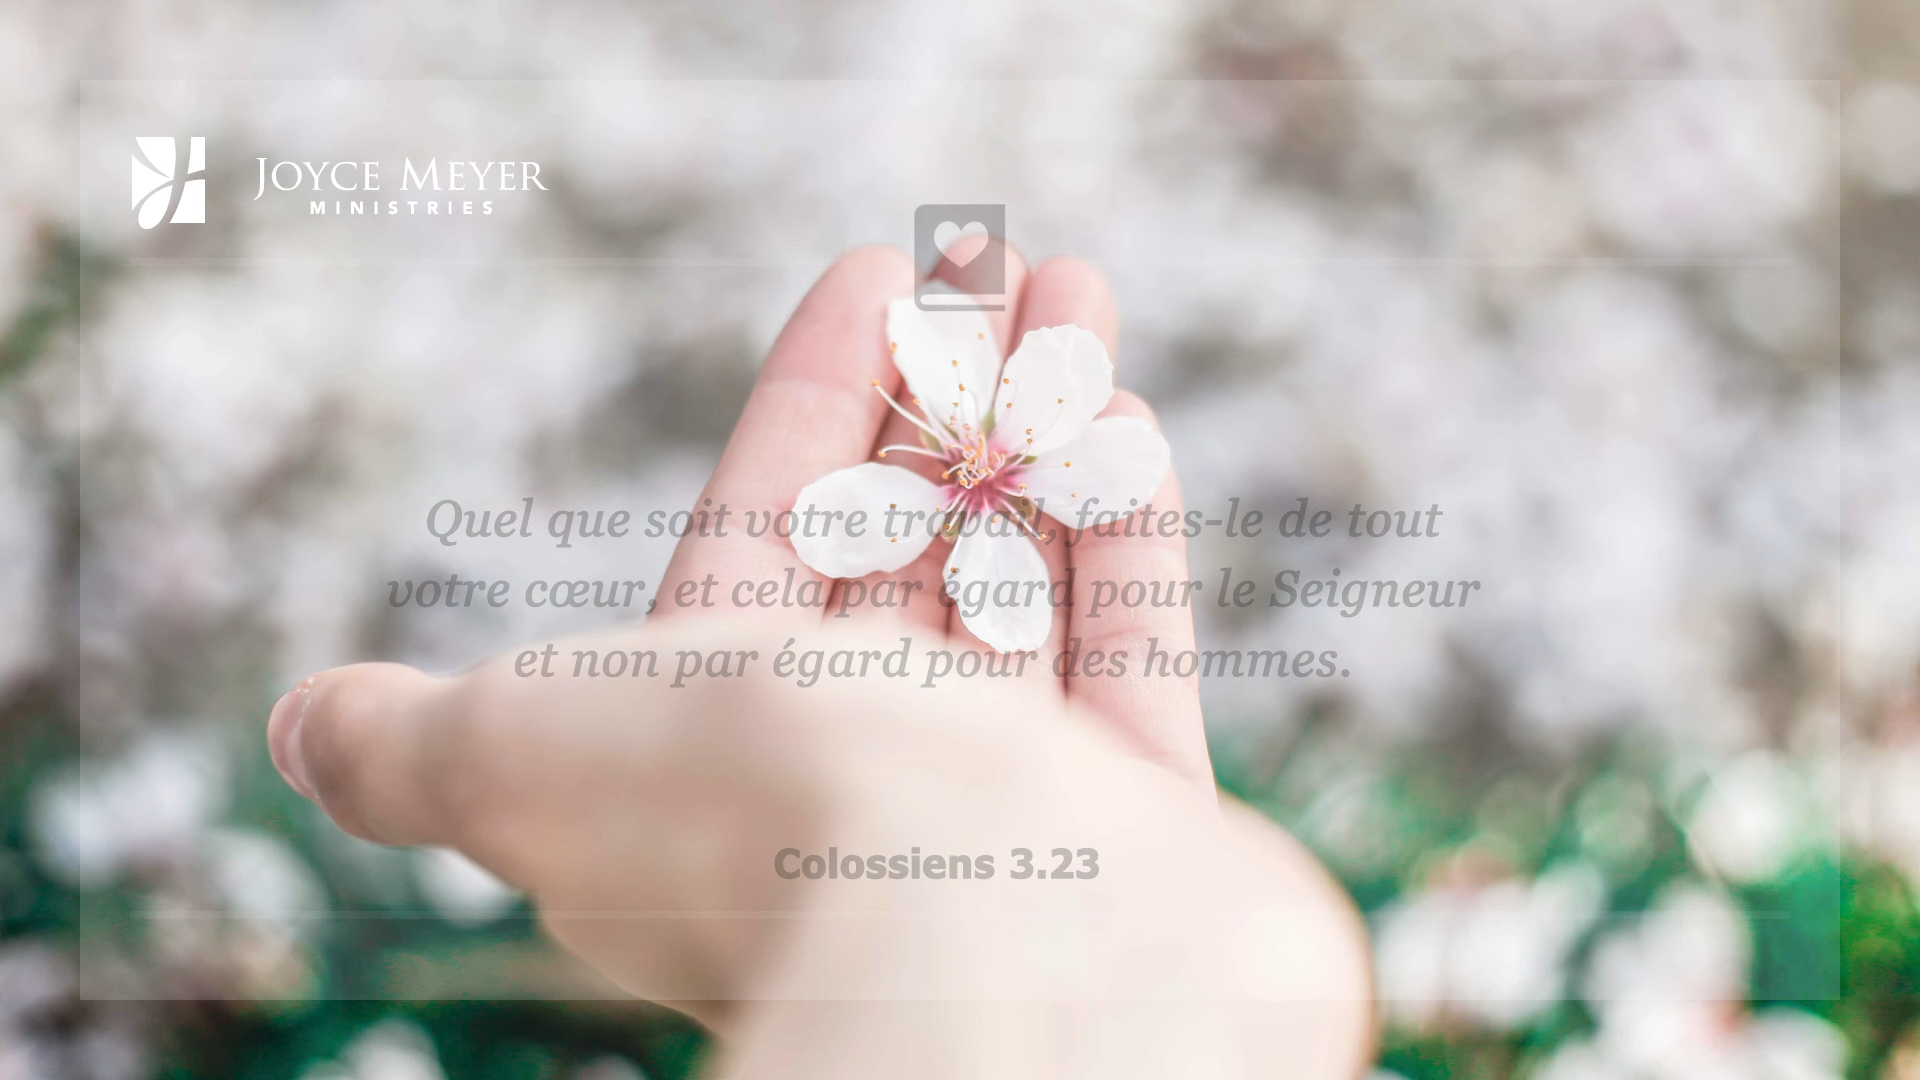 JOYCE MEYER
MINISTRIES
Quel que soit votre travail, faites-le de tout
votre cœur, et cela par égard pour le Seigneur
et non par égard pour des hommes.
Colossiens 3.23